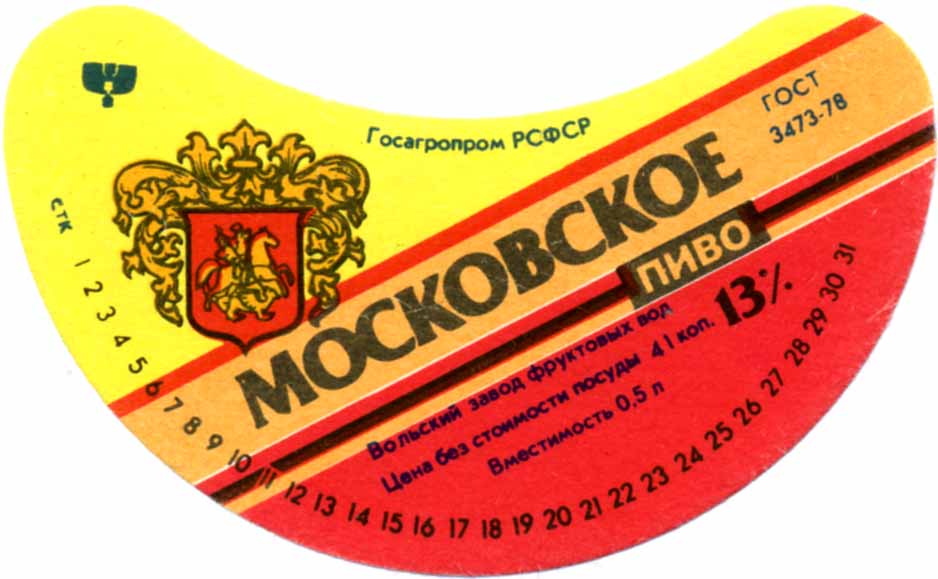 Госагропром РСФСР
ГОСТ
3473-78
МОСКОВСКОЕ
ПИВО
13%
Вольский завод фруктовых вод
Цена без стоимости посуды 41 коп.
Вместимость 0,5 л
СТК 1 2 3 4 5 6 7 8 9 10 11 12 13 14 15 16 17 18 19 20 21 22 23 24 25 26 27 28 29 30 31